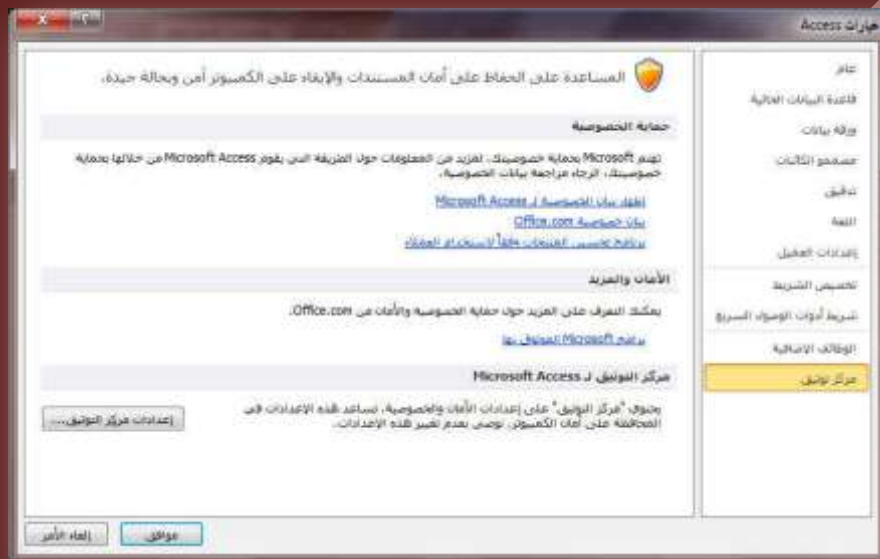 خيارات Access
عام
قاعدة البيانات الحالية
ورقة بيانات
مصممو الكائنات
تدقيق
اللغة
إعدادات العميل
تخصيص الشريط
شريط أدوات الوصول السريع
الوظائف الإضافية
مركز توثيق
المساعدة على الحفاظ على أمان المستندات والإبقاء على الكمبيوتر آمن وبحالة جيدة.
حماية الخصوصية
تهتم Microsoft بحماية خصوصيتك. لمزيد من المعلومات حول الطريقة التي يقوم Microsoft Access من خلالها بحماية
خصوصيتك، الرجاء مراجعة بيانات الخصوصية.
إظهار بيان الخصوصية لـ Microsoft Access
بيان خصوصية Office.com
برنامج تحسين المنتجات وفقاً لاستخدام العملاء
الأمان والمزيد
يمكنك التعرف على المزيد حول حماية الخصوصية والأمان من Office.com.
برنامج Microsoft الموثوق بها
مركز التوثيق لـ Microsoft Access
يحتوي "مركز التوثيق" على إعدادات الأمان والخصوصية. تساعد هذه الإعدادات في
المحافظة على أمان الكمبيوتر. نوصي بعدم تغيير هذه الإعدادات.
إعدادات مركز التوثيق...
موافق
إلغاء الأمر